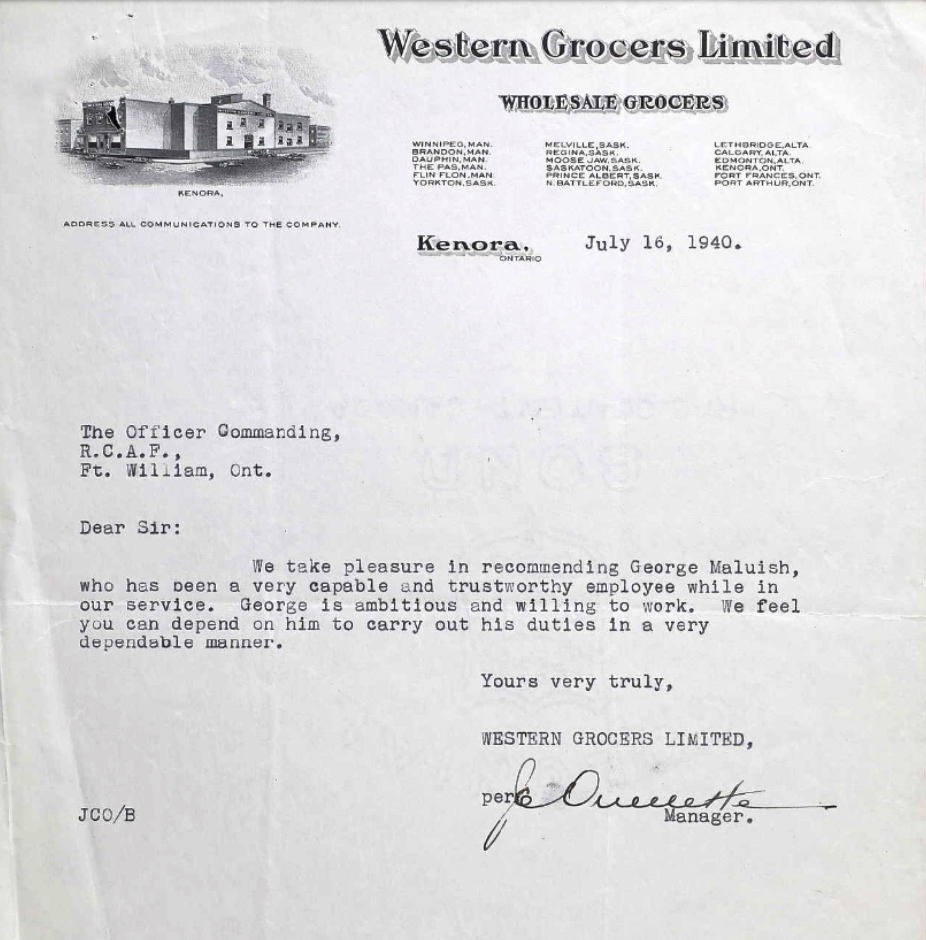 Western Grocers Limited
WHOLESALE GROCERS
WINNIPEG, MAN.
BRANDON, MAN.
DAUPHIN, MAN.
THE PAS, MAN.
FLIN FLON, MAN.
YORKTON, SASK.
MELVILLE, SASK.
REGINA, SASK.
MOOSE JAW, SASK.
SASKATOON, SASK.
PRINCE ALBERT, SASK.
N. BATTLEFORD, SASK.
LETHBRIDGE, ALTA.
CALGARY, ALTA.
EDMONTON, ALTA.
KENORA, ONT.
FORT FRANCES, ONT.
PORT ARTHUR, ONT.
KENORA,
ADDRESS ALL COMMUNICATIONS TO THE COMPANY.
Kenora, July 16, 1940.
ONTARIO
The Officer Commanding,
R.C.A.F.,
Ft. William, Ont.
Dear Sir:
We take pleasure in recommending George Maluish,
who has been a very capable and trustworthy employee while in
our service. George is ambitious and willing to work. We feel
you can depend on him to carry out his duties in a very
dependable manner.
Yours very truly,
WESTERN GROCERS LIMITED,
per JC Ouellette
Manager.
JCO/B